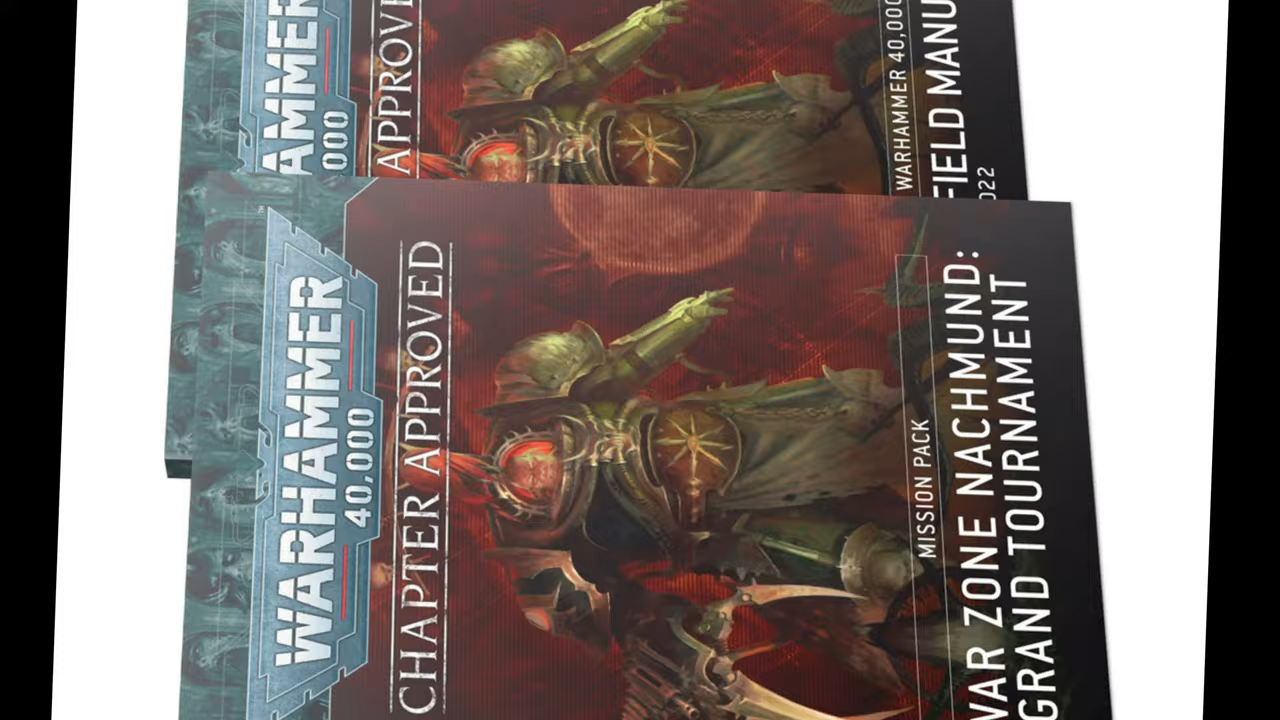 AMMER
000
APPROVE
WARHAMMER 40,000
FIELD MANU
022
WARHAMMER
40,000
CHAPTER APPROVED
MISSION PACK
WAR ZONE NACHMUND:
GRAND TOURNAMENT